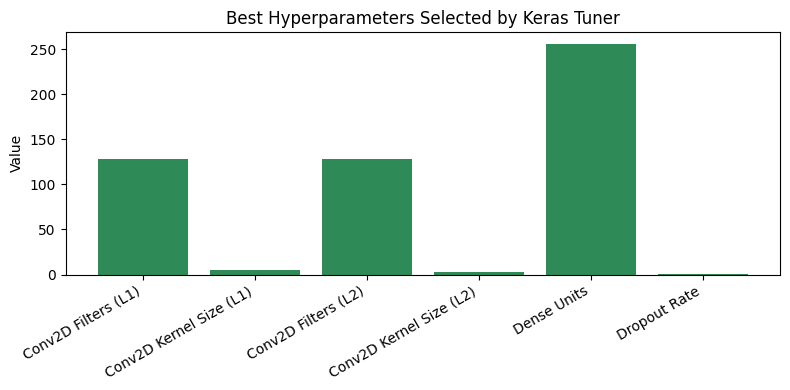 Best Hyperparameters Selected by Keras Tuner
Value
250
200
150
100
50
0
Conv2D Filters (L1)
Conv2D Kernel Size (L1)
Conv2D Filters (L2)
Conv2D Kernel Size (L2)
Dense Units
Dropout Rate